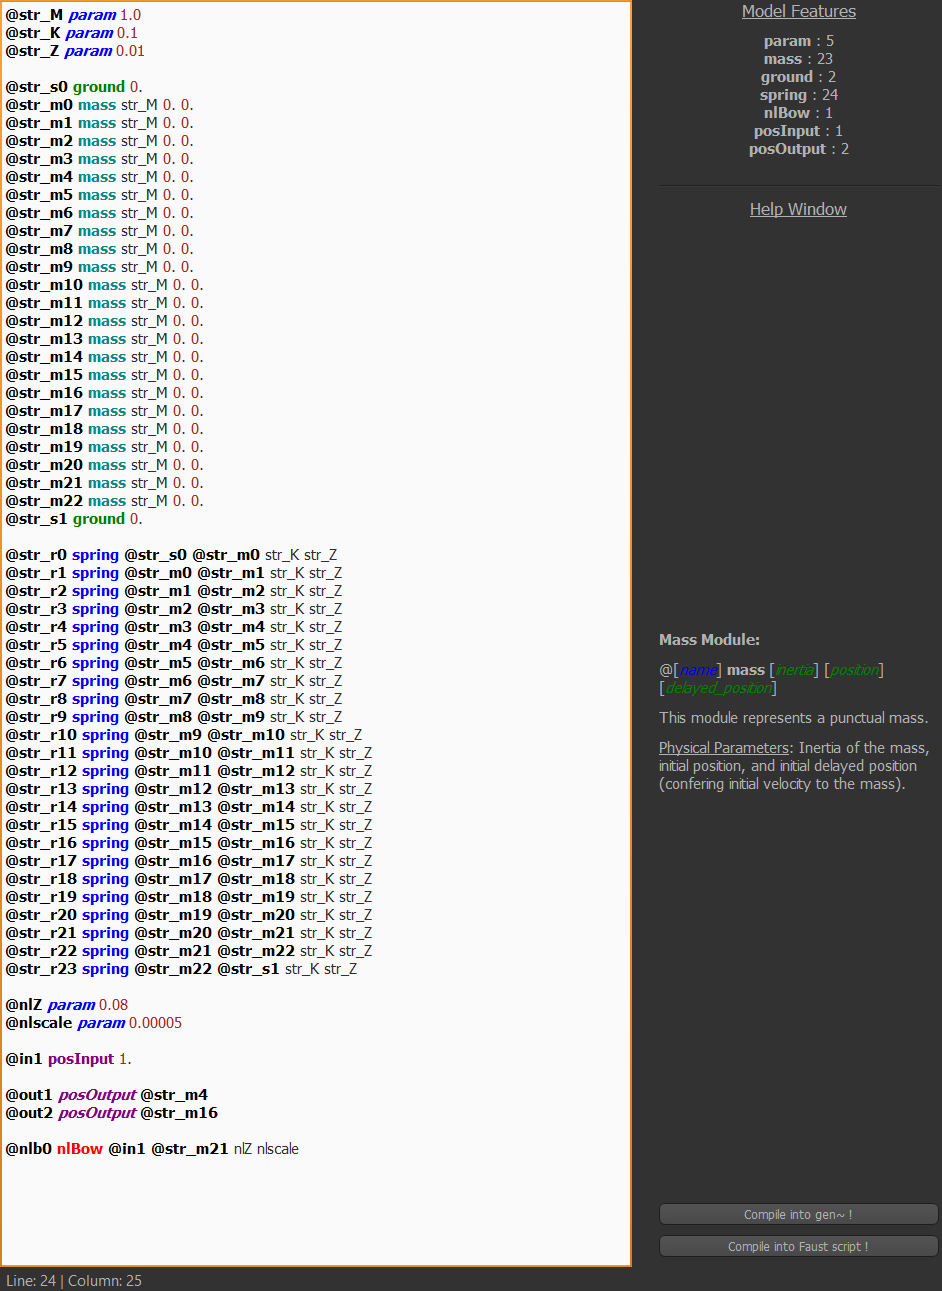 @str_M param 1.0
@str_K param 0.1
@str_Z param 0.01
@str_s0 ground 0.
@str_m0 mass str_M 0. 0.
@str_m1 mass str_M 0. 0.
@str_m2 mass str_M 0. 0.
@str_m3 mass str_M 0. 0.
@str_m4 mass str_M 0. 0.
@str_m5 mass str_M 0. 0.
@str_m6 mass str_M 0. 0.
@str_m7 mass str_M 0. 0.
@str_m8 mass str_M 0. 0.
@str_m9 mass str_M 0. 0.
@str_m10 mass str_M 0. 0.
@str_m11 mass str_M 0. 0.
@str_m12 mass str_M 0. 0.
@str_m13 mass str_M 0. 0.
@str_m14 mass str_M 0. 0.
@str_m15 mass str_M 0. 0.
@str_m16 mass str_M 0. 0.
@str_m17 mass str_M 0. 0.
@str_m18 mass str_M 0. 0.
@str_m19 mass str_M 0. 0.
@str_m20 mass str_M 0. 0.
@str_m21 mass str_M 0. 0.
@str_m22 mass str_M 0. 0.
@str_s1 ground 0.
@str_r0 spring @str_s0 @str_m0 str_K str_Z
@str_r1 spring @str_m0 @str_m1 str_K str_Z
@str_r2 spring @str_m1 @str_m2 str_K str_Z
@str_r3 spring @str_m2 @str_m3 str_K str_Z
@str_r4 spring @str_m3 @str_m4 str_K str_Z
@str_r5 spring @str_m4 @str_m5 str_K str_Z
@str_r6 spring @str_m5 @str_m6 str_K str_Z
@str_r7 spring @str_m6 @str_m7 str_K str_Z
@str_r8 spring @str_m7 @str_m8 str_K str_Z
@str_r9 spring @str_m8 @str_m9 str_K str_Z
@str_r10 spring @str_m9 @str_m10 str_K str_Z
@str_r11 spring @str_m10 @str_m11 str_K str_Z
@str_r12 spring @str_m11 @str_m12 str_K str_Z
@str_r13 spring @str_m12 @str_m13 str_K str_Z
@str_r14 spring @str_m13 @str_m14 str_K str_Z
@str_r15 spring @str_m14 @str_m15 str_K str_Z
@str_r16 spring @str_m15 @str_m16 str_K str_Z
@str_r17 spring @str_m16 @str_m17 str_K str_Z
@str_r18 spring @str_m17 @str_m18 str_K str_Z
@str_r19 spring @str_m18 @str_m19 str_K str_Z
@str_r20 spring @str_m19 @str_m20 str_K str_Z
@str_r21 spring @str_m20 @str_m21 str_K str_Z
@str_r22 spring @str_m21 @str_m22 str_K str_Z
@str_r23 spring @str_m22 @str_s1 str_K str_Z
@nlZ param 0.08
@nlscale param 0.00005
@in1 posInput 1.
@out1 posOutput @str_m4
@out2 posOutput @str_m16
@nlb0 nlBow @in1 @str_m21 nlZ nlscale
Line: 24 | Column: 25
Model Features
param : 5
mass : 23
ground : 2
spring : 24
nlBow : 1
posInput : 1
posOutput : 2
Help Window
Mass Module:
@[name] mass [inertia] [position]
[delayed_position]
This module represents a punctual mass.
Physical Parameters: Inertia of the mass,
initial position, and initial delayed position
(confering initial velocity to the mass).
Compile into gen~ !
Compile into Faust script !